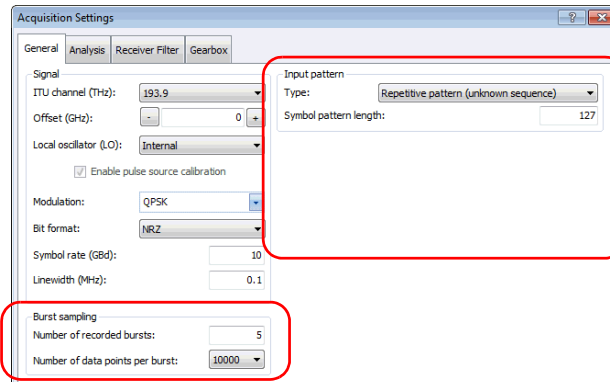 Acquisition Settings
General Analysis Receiver Filter Gearbox
Signal
ITU channel (THz): 193.9
Offset (GHz): - 0 +
Local oscillator (LO): Internal
Enable pulse source calibration
Modulation: QPSK
Bit format: NRZ
Symbol rate (GBd): 10
Linewidth (MHz): 0.1
Burst sampling
Number of recorded bursts: 5
Number of data points per burst: 10000
Input pattern
Type: Repetitive pattern (unknown sequence)
Symbol pattern length: 127